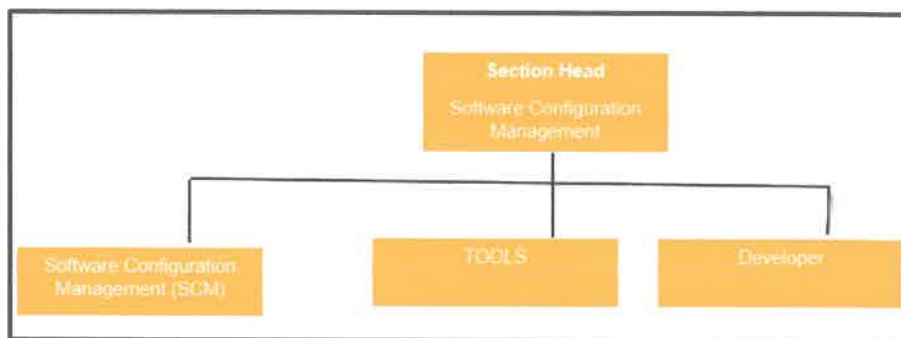 Section Head
Software Configuration
Management
Software Configuration
Management (SCM)
TOOLS
Developer